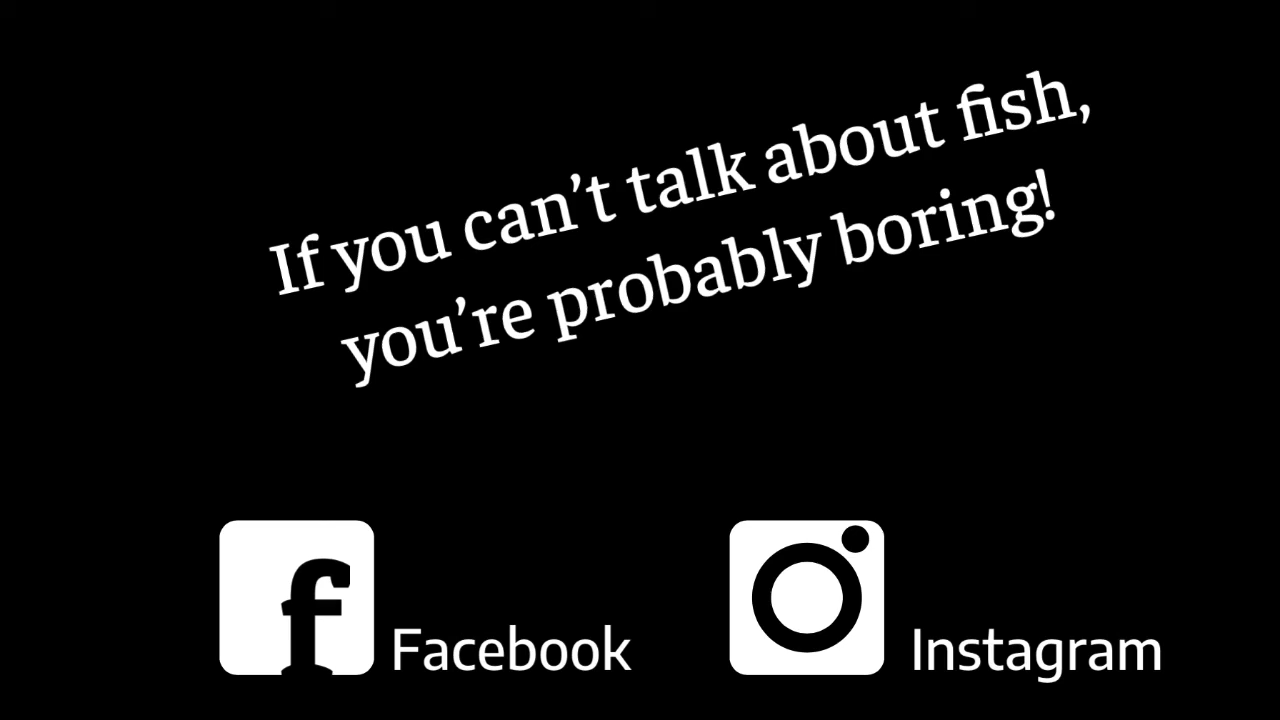 If you can’t talk about fish,
you’re probably boring!
f Facebook
Instagram